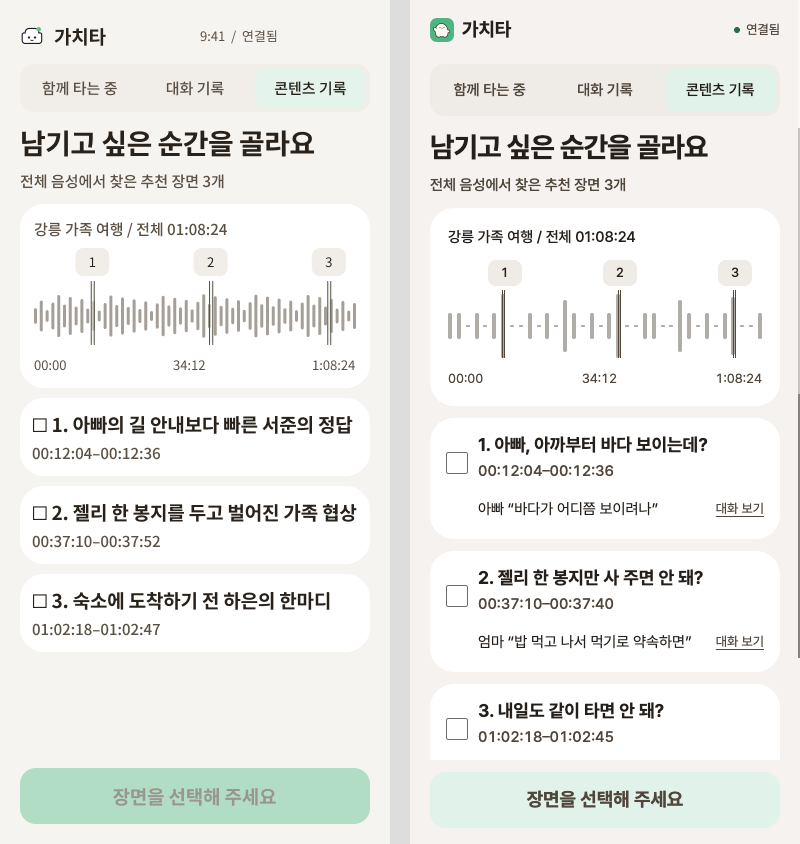 가치타
9:41 / 연결됨
함께 타는 중
대화 기록
콘텐츠 기록
남기고 싶은 순간을 골라요
전체 음성에서 찾은 추천 장면 3개
강릉 가족 여행 / 전체 01:08:24
1
2
3
00:00
34:12
1:08:24
1. 아빠의 길 안내보다 빠른 서준의 정답
00:12:04–00:12:36
2. 젤리 한 봉지를 두고 벌어진 가족 협상
00:37:10–00:37:52
3. 숙소에 도착하기 전 하은의 한마디
01:02:18–01:02:47
장면을 선택해 주세요
가치타
연결됨
함께 타는 중
대화 기록
콘텐츠 기록
남기고 싶은 순간을 골라요
전체 음성에서 찾은 추천 장면 3개
강릉 가족 여행 / 전체 01:08:24
1
2
3
00:00
34:12
1:08:24
1. 아빠, 아까부터 바다 보이는데?
00:12:04–00:12:36
아빠 “바다가 어디쯤 보이려나”
대화 보기
2. 젤리 한 봉지만 사 주면 안 돼?
00:37:10–00:37:40
엄마 “밥 먹고 나서 먹기로 약속하면”
대화 보기
3. 내일도 같이 타면 안 돼?
01:02:18–01:02:45
장면을 선택해 주세요